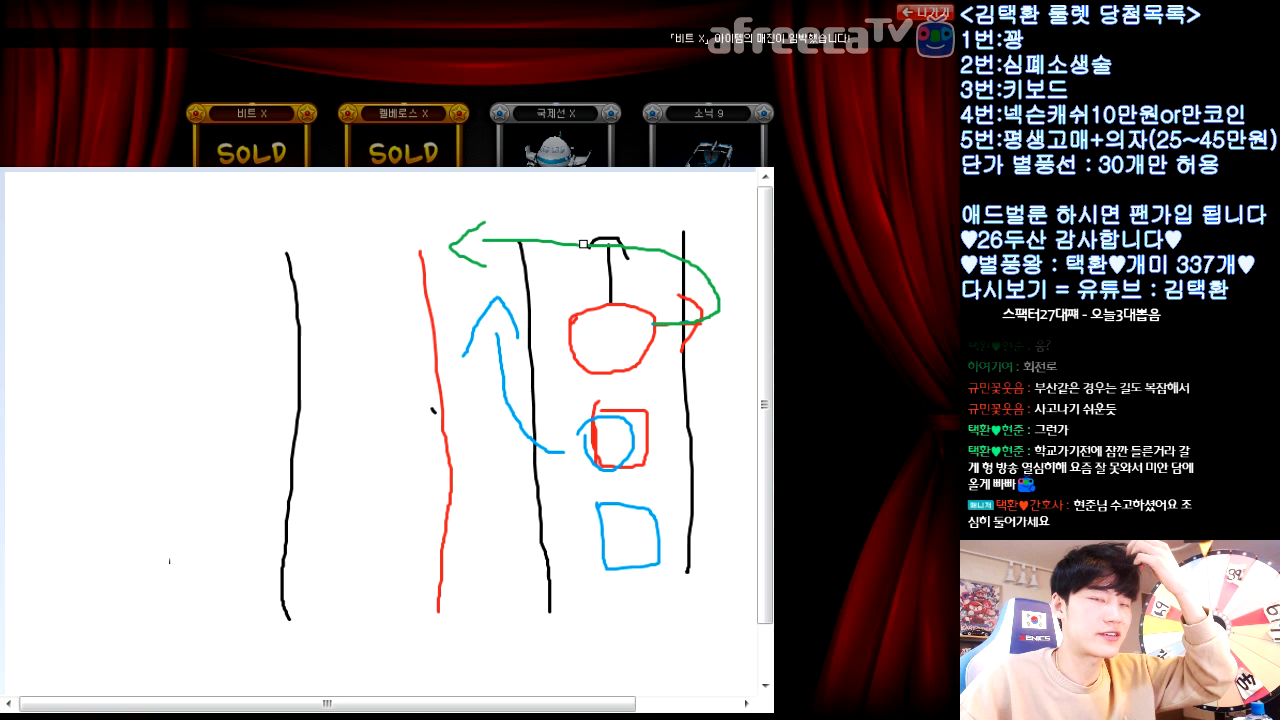 나가기
「비트 X」 아이템의 매진이 임박했습니다!
afreecaTV
비트 X
켈베로스 X
국제선 X
소닉 9
SOLD
SOLD
<김택환 룰렛 당첨목록>
1번:꽝
2번:심폐소생술
3번:키보드
4번:넥슨캐쉬10만원or만코인
5번:평생고매+의자(25~45만원)
단가 별풍선 : 30개만 허용
애드벌룬 하시면 팬가입 됩니다
♥26두산 감사합니다♥
♥별풍왕 : 택환♥개미 337개♥
다시보기 = 유튜브 : 김택환
스팩터27대째 - 오늘3대뽑음
택환♥현준 : 웅?
하여기여 : 회전로
규민꽃웃음 : 부산같은 경우는 길도 복잡해서
규민꽃웃음 : 사고나기 쉬운듯
택환♥현준 : 그런가
택환♥현준 : 학교가기전에 잠깐 들른거라 갈
게 형 방송 열심히해 요즘 잘 못와서 미안 담에
올게 빠빠
매니저 택환♥간호사 : 현준님 수고하셨어요 조
심히 둘어가세요
ZENICS